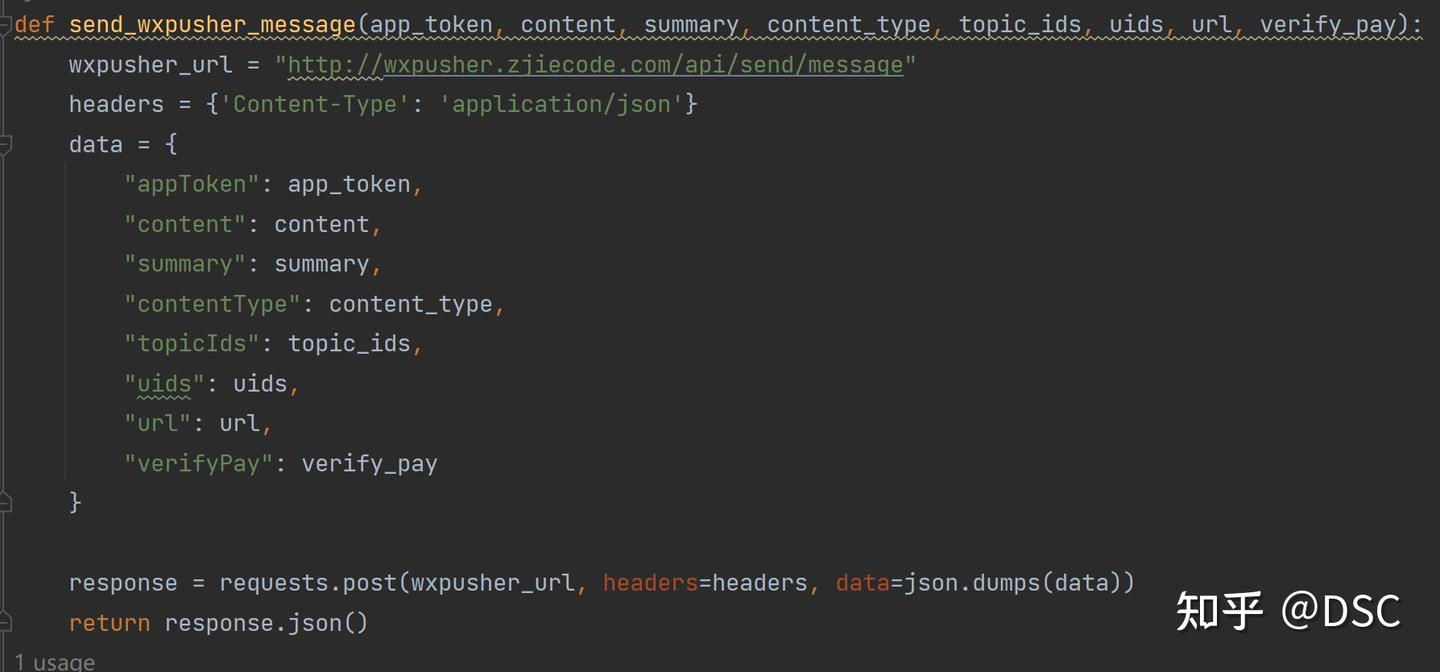 def send_wxpusher_message(app_token, content, summary, content_type, topic_ids, uids, url, verify_pay):
    wxpusher_url = "http://wxpusher.zjiecode.com/api/send/message"
    headers = {'Content-Type': 'application/json'}
    data = {
        "appToken": app_token,
        "content": content,
        "summary": summary,
        "contentType": content_type,
        "topicIds": topic_ids,
        "uids": uids,
        "url": url,
        "verifyPay": verify_pay
    }
    response = requests.post(wxpusher_url, headers=headers, data=json.dumps(data))
    return response.json()
1 usage
知乎 @DSC